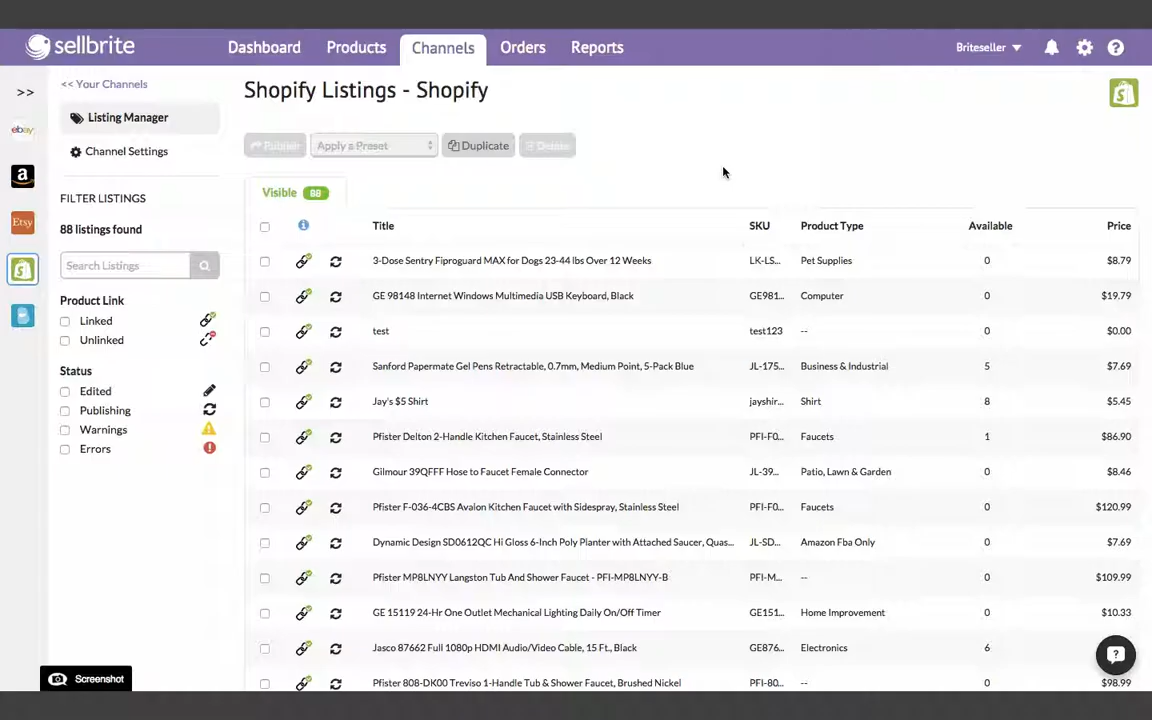 sellbrite Dashboard Products Channels Orders Reports Briteseller
<< Your Channels
Shopify Listings - Shopify
>>
Listing Manager
ebay
Publish Apply a Preset Duplicate Delete
Channel Settings
a
Visible 88
FILTER LISTINGS
Etsy
88 listings found
Title SKU Product Type Available Price
Search Listings
3-Dose Sentry Fiproguard MAX for Dogs 23-44 lbs Over 12 Weeks LK-LS... Pet Supplies 0 $8.79
Product Link
GE 98148 Internet Windows Multimedia USB Keyboard, Black GE981... Computer 0 $19.79
Linked
test test123 -- 0 $0.00
Unlinked
Sanford Papermate Gel Pens Retractable, 0.7mm, Medium Point, 5-Pack Blue JL-175... Business & Industrial 5 $7.69
Status
Edited
Jay's $5 Shirt jayshir... Shirt 8 $5.45
Publishing
Warnings
Pfister Delton 2-Handle Kitchen Faucet, Stainless Steel PFI-F0... Faucets 1 $86.90
Errors
Gilmour 39QFFF Hose to Faucet Female Connector JL-39... Patio, Lawn & Garden 0 $8.46
Pfister F-036-4CBS Avalon Kitchen Faucet with Sidespray, Stainless Steel PFI-F0... Faucets 0 $120.99
Dynamic Design SD0612QC Hi Gloss 6-Inch Poly Planter with Attached Saucer, Quas... JL-SD... Amazon Fba Only 0 $7.69
Pfister MP8LNYY Langston Tub And Shower Faucet - PFI-MP8LNYY-B PFI-M... -- 0 $109.99
GE 15119 24-Hr One Outlet Mechanical Lighting Daily On/Off Timer GE151... Home Improvement 0 $10.33
Jasco 87662 Full 1080p HDMI Audio/Video Cable, 15 Ft., Black GE876... Electronics 6 $16.49
Screenshot
Pfister 808-DK00 Treviso 1-Handle Tub & Shower Faucet, Brushed Nickel PFI-80... -- 0 $98.99